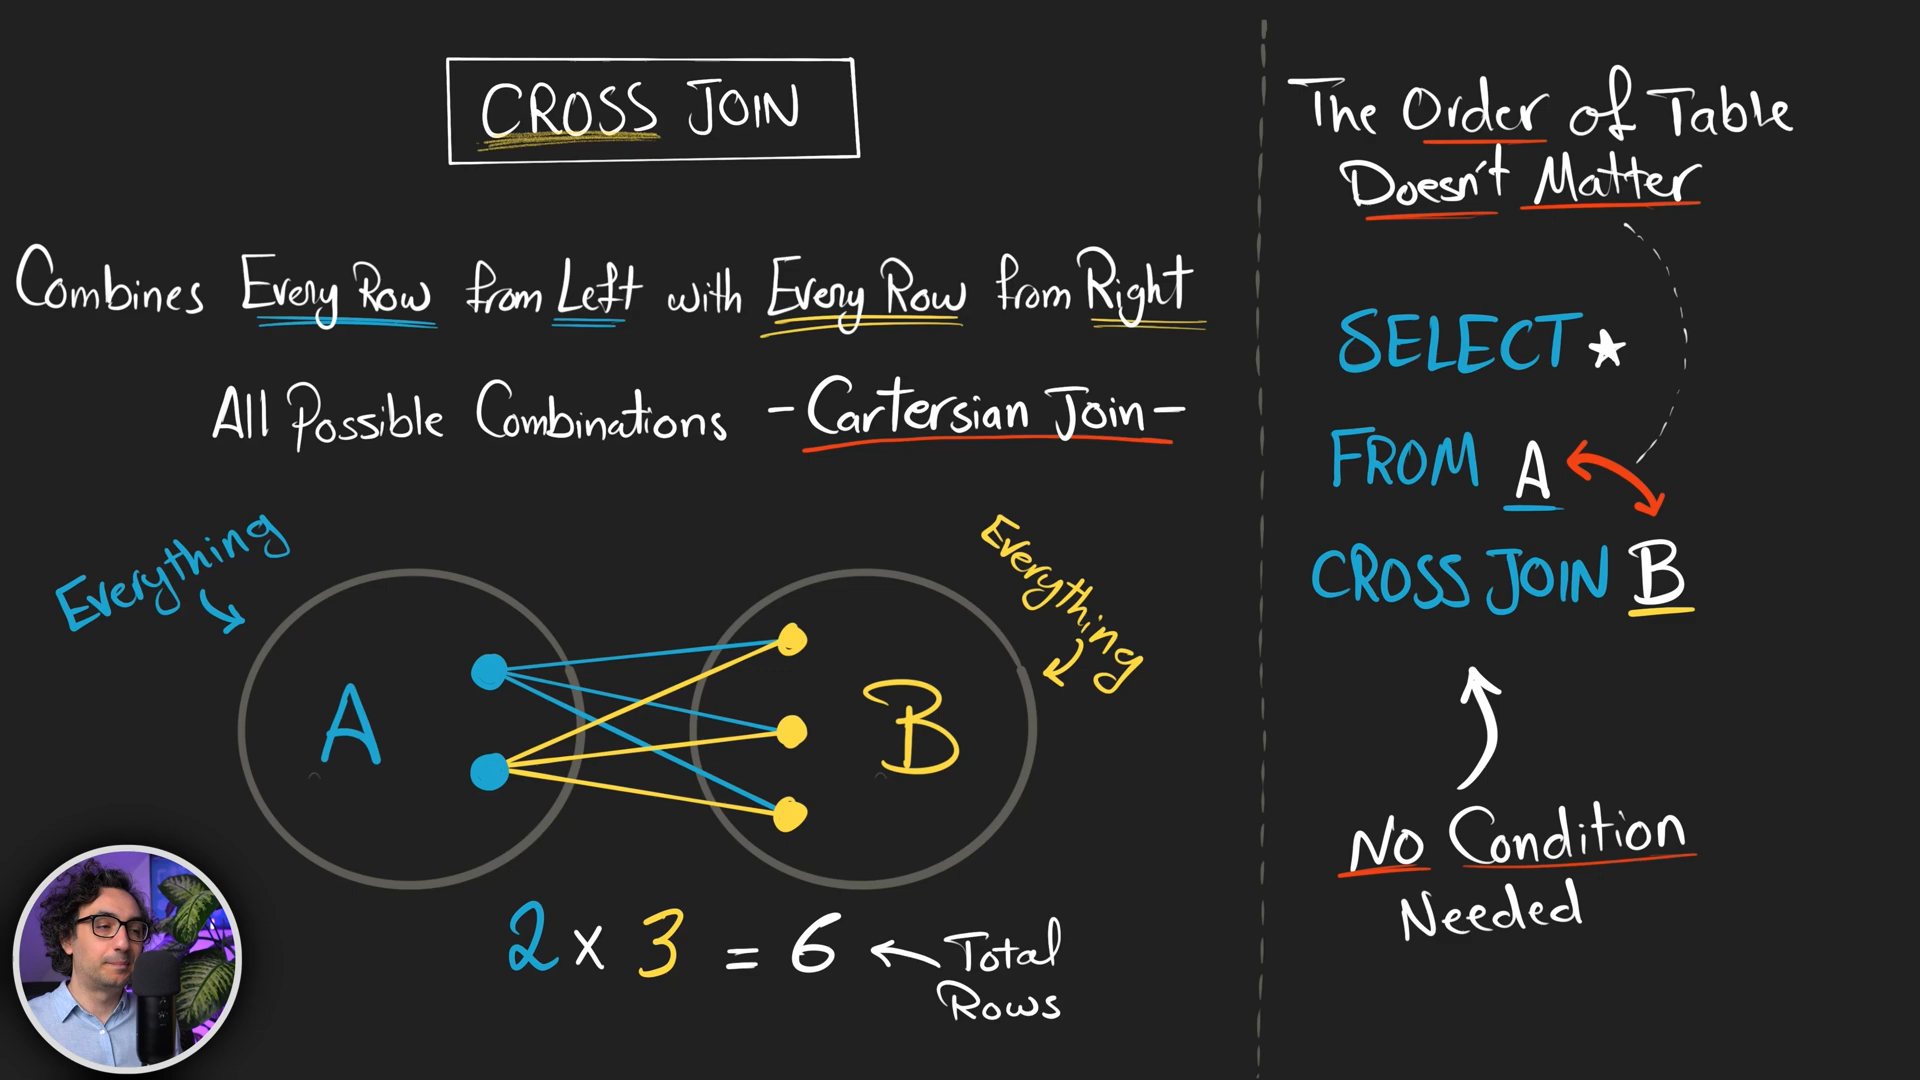 CROSS JOIN
Combines Every Row from Left with Every Row from Right
All Possible Combinations - Cartersian Join -
Everything
Everything
A
B
2 x 3 = 6 ← Total
Rows
The Order of Table
Doesn't Matter
SELECT *
FROM A
CROSS JOIN B
No Condition
Needed